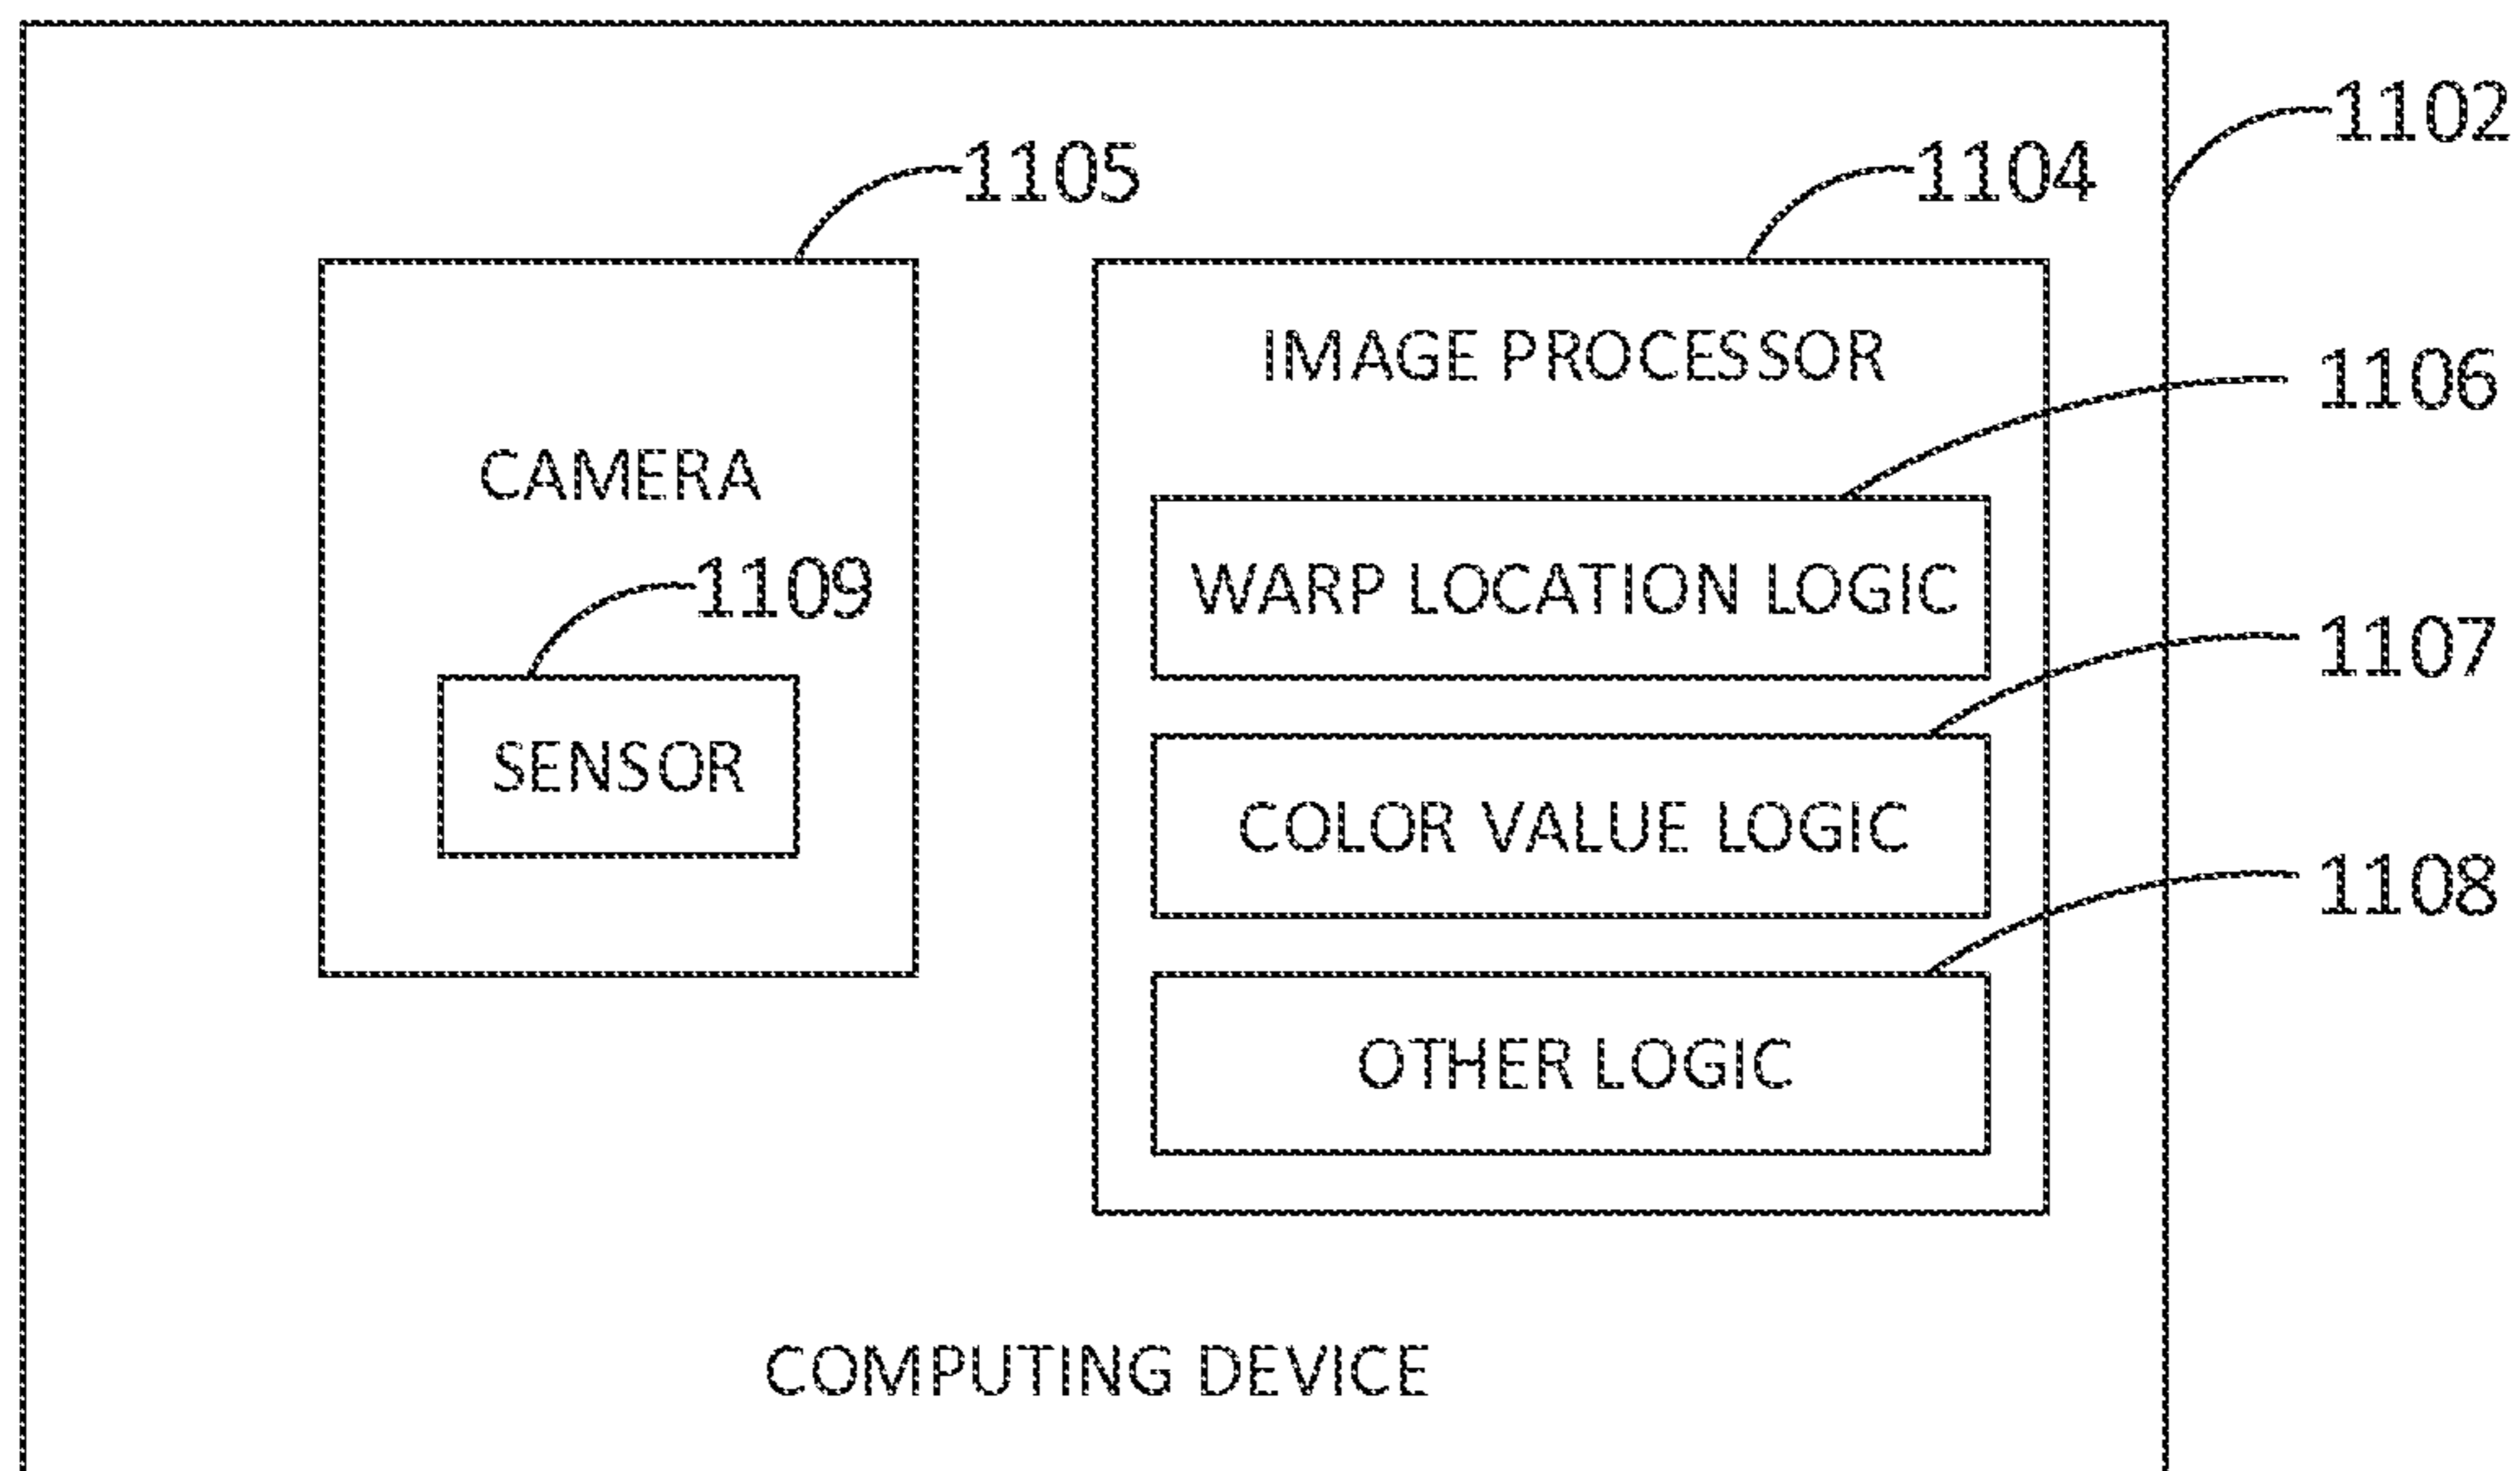 1102
1105
1104
IMAGE PROCESSOR
1106
CAMERA
1109
WARP LOCATION LOGIC
1107
SENSOR
COLOR VALUE LOGIC
1108
OTHER LOGIC
COMPUTING DEVICE